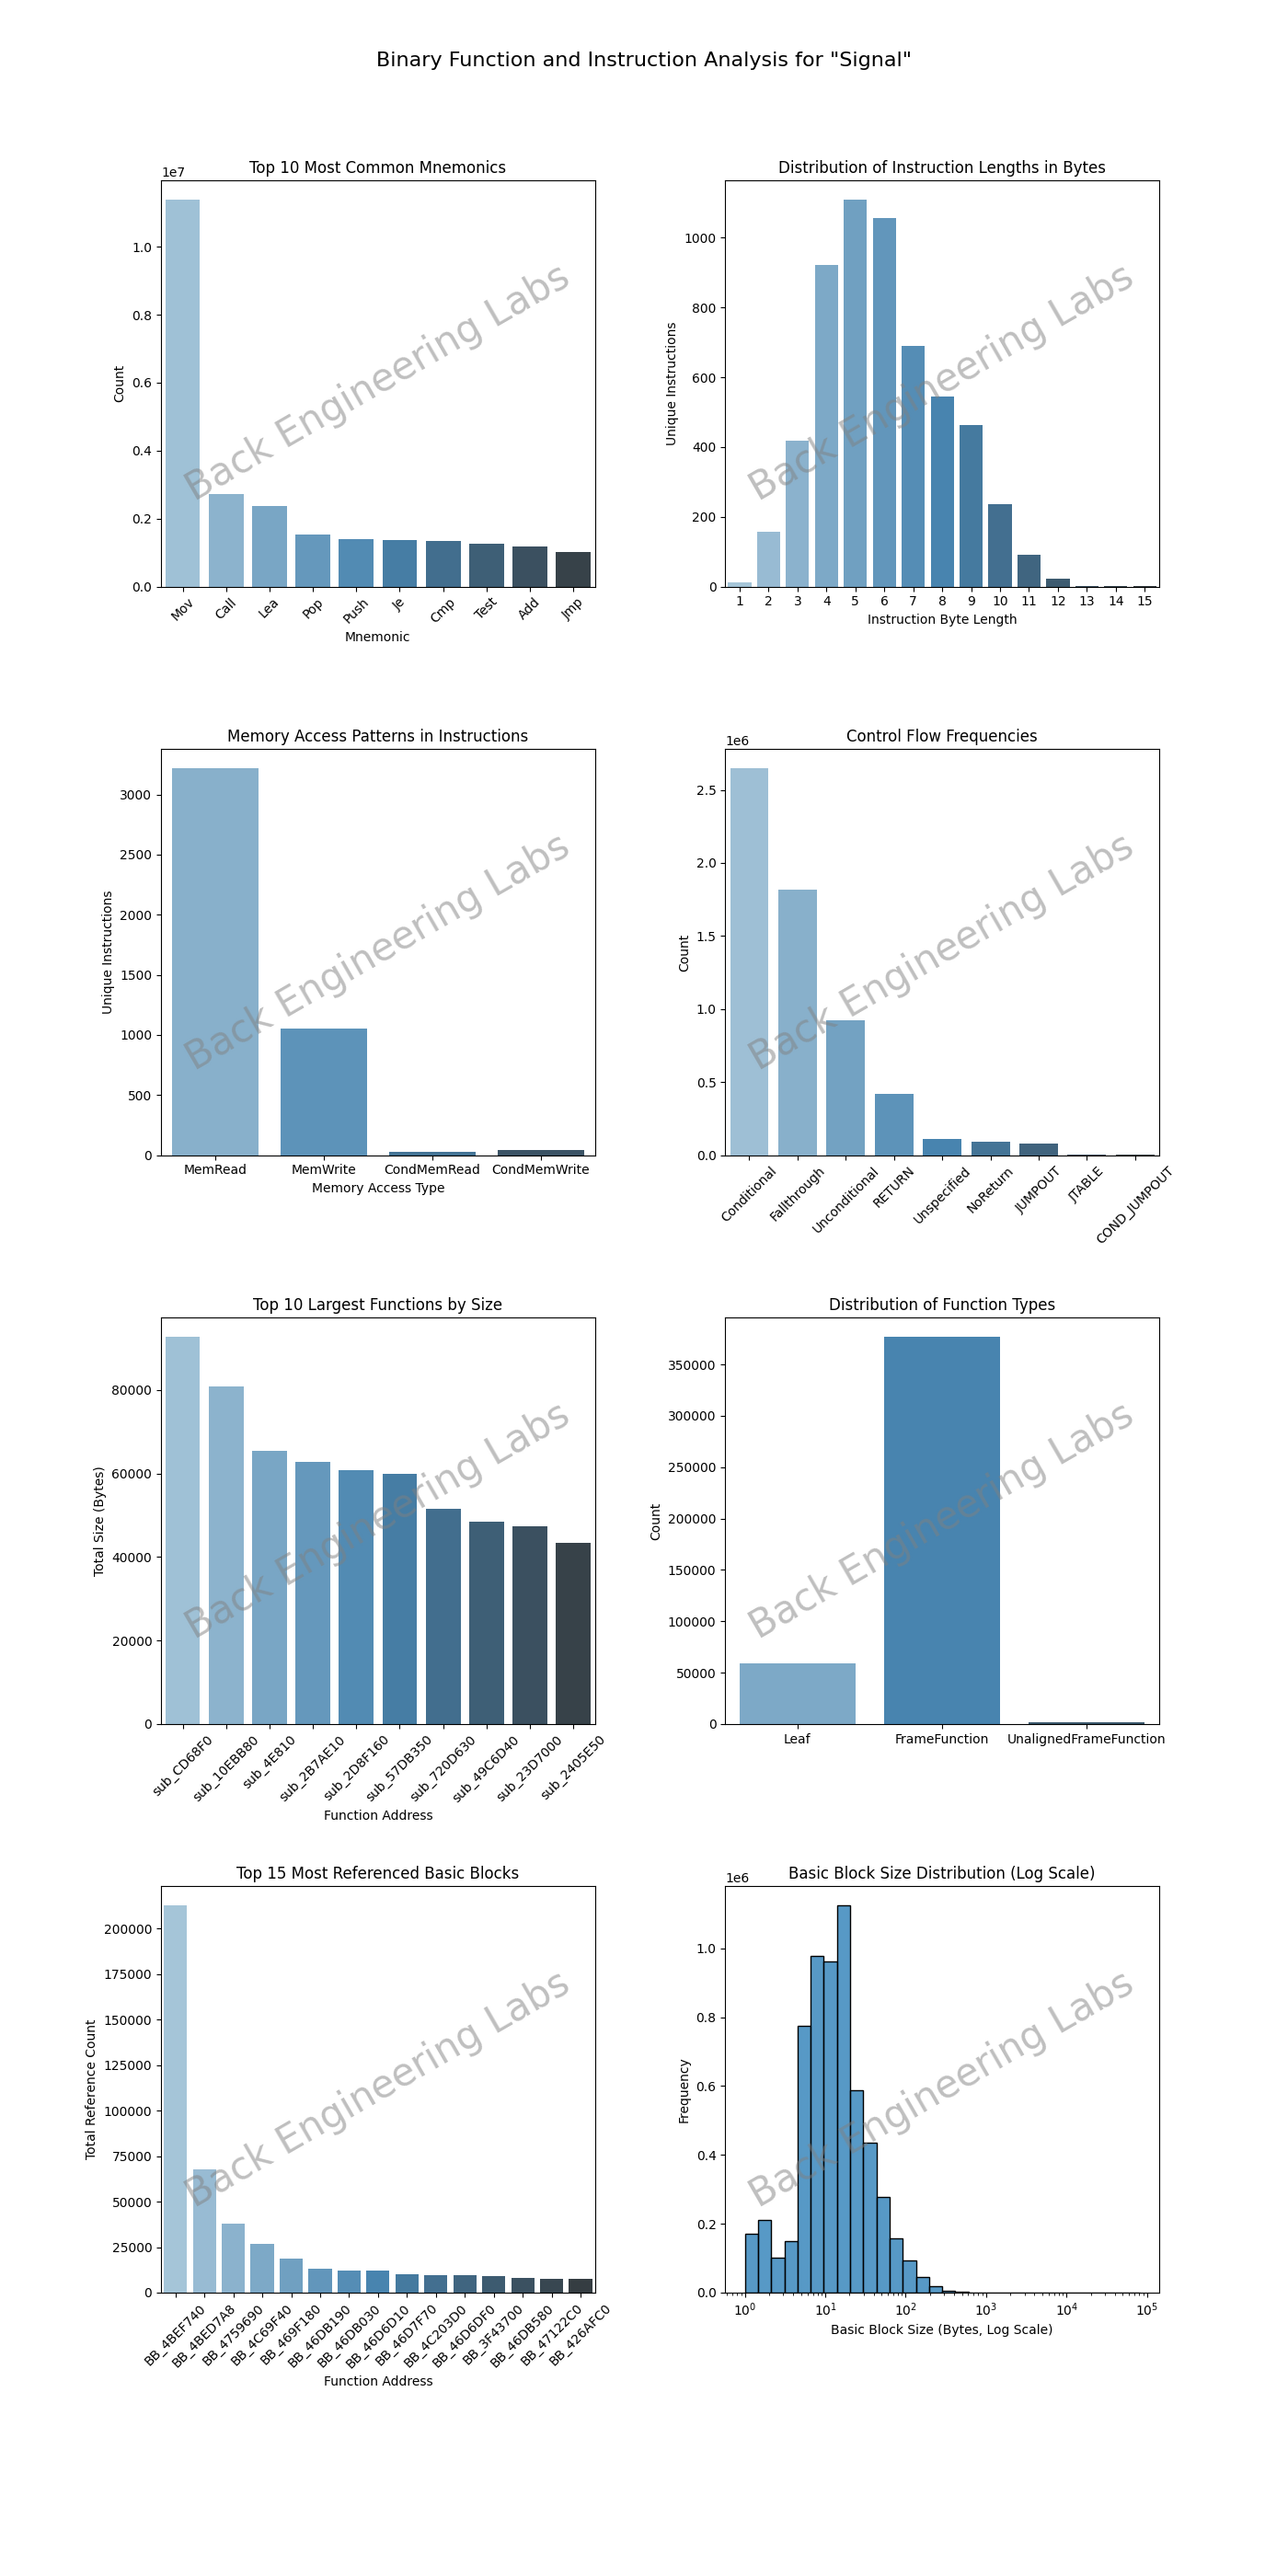 Binary Function and Instruction Analysis for "Signal"
Top 10 Most Common Mnemonics
1e7
1.0
0.8
0.6
0.4
0.2
0.0
Count
Mov Call Lea Pop Push Je Cmp Test Add Jmp
Mnemonic
Back Engineering Labs
Distribution of Instruction Lengths in Bytes
1000
800
600
400
200
0
Unique Instructions
1 2 3 4 5 6 7 8 9 10 11 12 13 14 15
Instruction Byte Length
Back Engineering Labs
Memory Access Patterns in Instructions
3000
2500
2000
1500
1000
500
0
Unique Instructions
MemRead MemWrite CondMemRead CondMemWrite
Memory Access Type
Back Engineering Labs
Control Flow Frequencies
1e6
2.5
2.0
1.5
1.0
0.5
0.0
Count
Conditional Fallthrough Unconditional RETURN Unspecified NoReturn JUMPOUT JTABLE COND_JUMPOUT
Back Engineering Labs
Top 10 Largest Functions by Size
80000
60000
40000
20000
0
Total Size (Bytes)
sub_CD68F0 sub_10EBB80 sub_4E810 sub_2B7AE10 sub_2D8F160 sub_57DB350 sub_720D630 sub_49C6D40 sub_23D7000 sub_2405E50
Function Address
Back Engineering Labs
Distribution of Function Types
350000
300000
250000
200000
150000
100000
50000
0
Count
Leaf FrameFunction UnalignedFrameFunction
Back Engineering Labs
Top 15 Most Referenced Basic Blocks
200000
175000
150000
125000
100000
75000
50000
25000
0
Total Reference Count
BB_4BEF740 BB_4BED7A8 BB_4759690 BB_4C69F40 BB_469F180 BB_46DB190 BB_46DB030 BB_46D6D10 BB_46D7F70 BB_4C203D0 BB_46D6DF0 BB_3F43700 BB_46DB580 BB_47122C0 BB_426AFC0
Function Address
Back Engineering Labs
Basic Block Size Distribution (Log Scale)
1e6
1.0
0.8
0.6
0.4
0.2
0.0
Frequency
10⁰ 10¹ 10² 10³ 10⁴ 10⁵
Basic Block Size (Bytes, Log Scale)
Back Engineering Labs